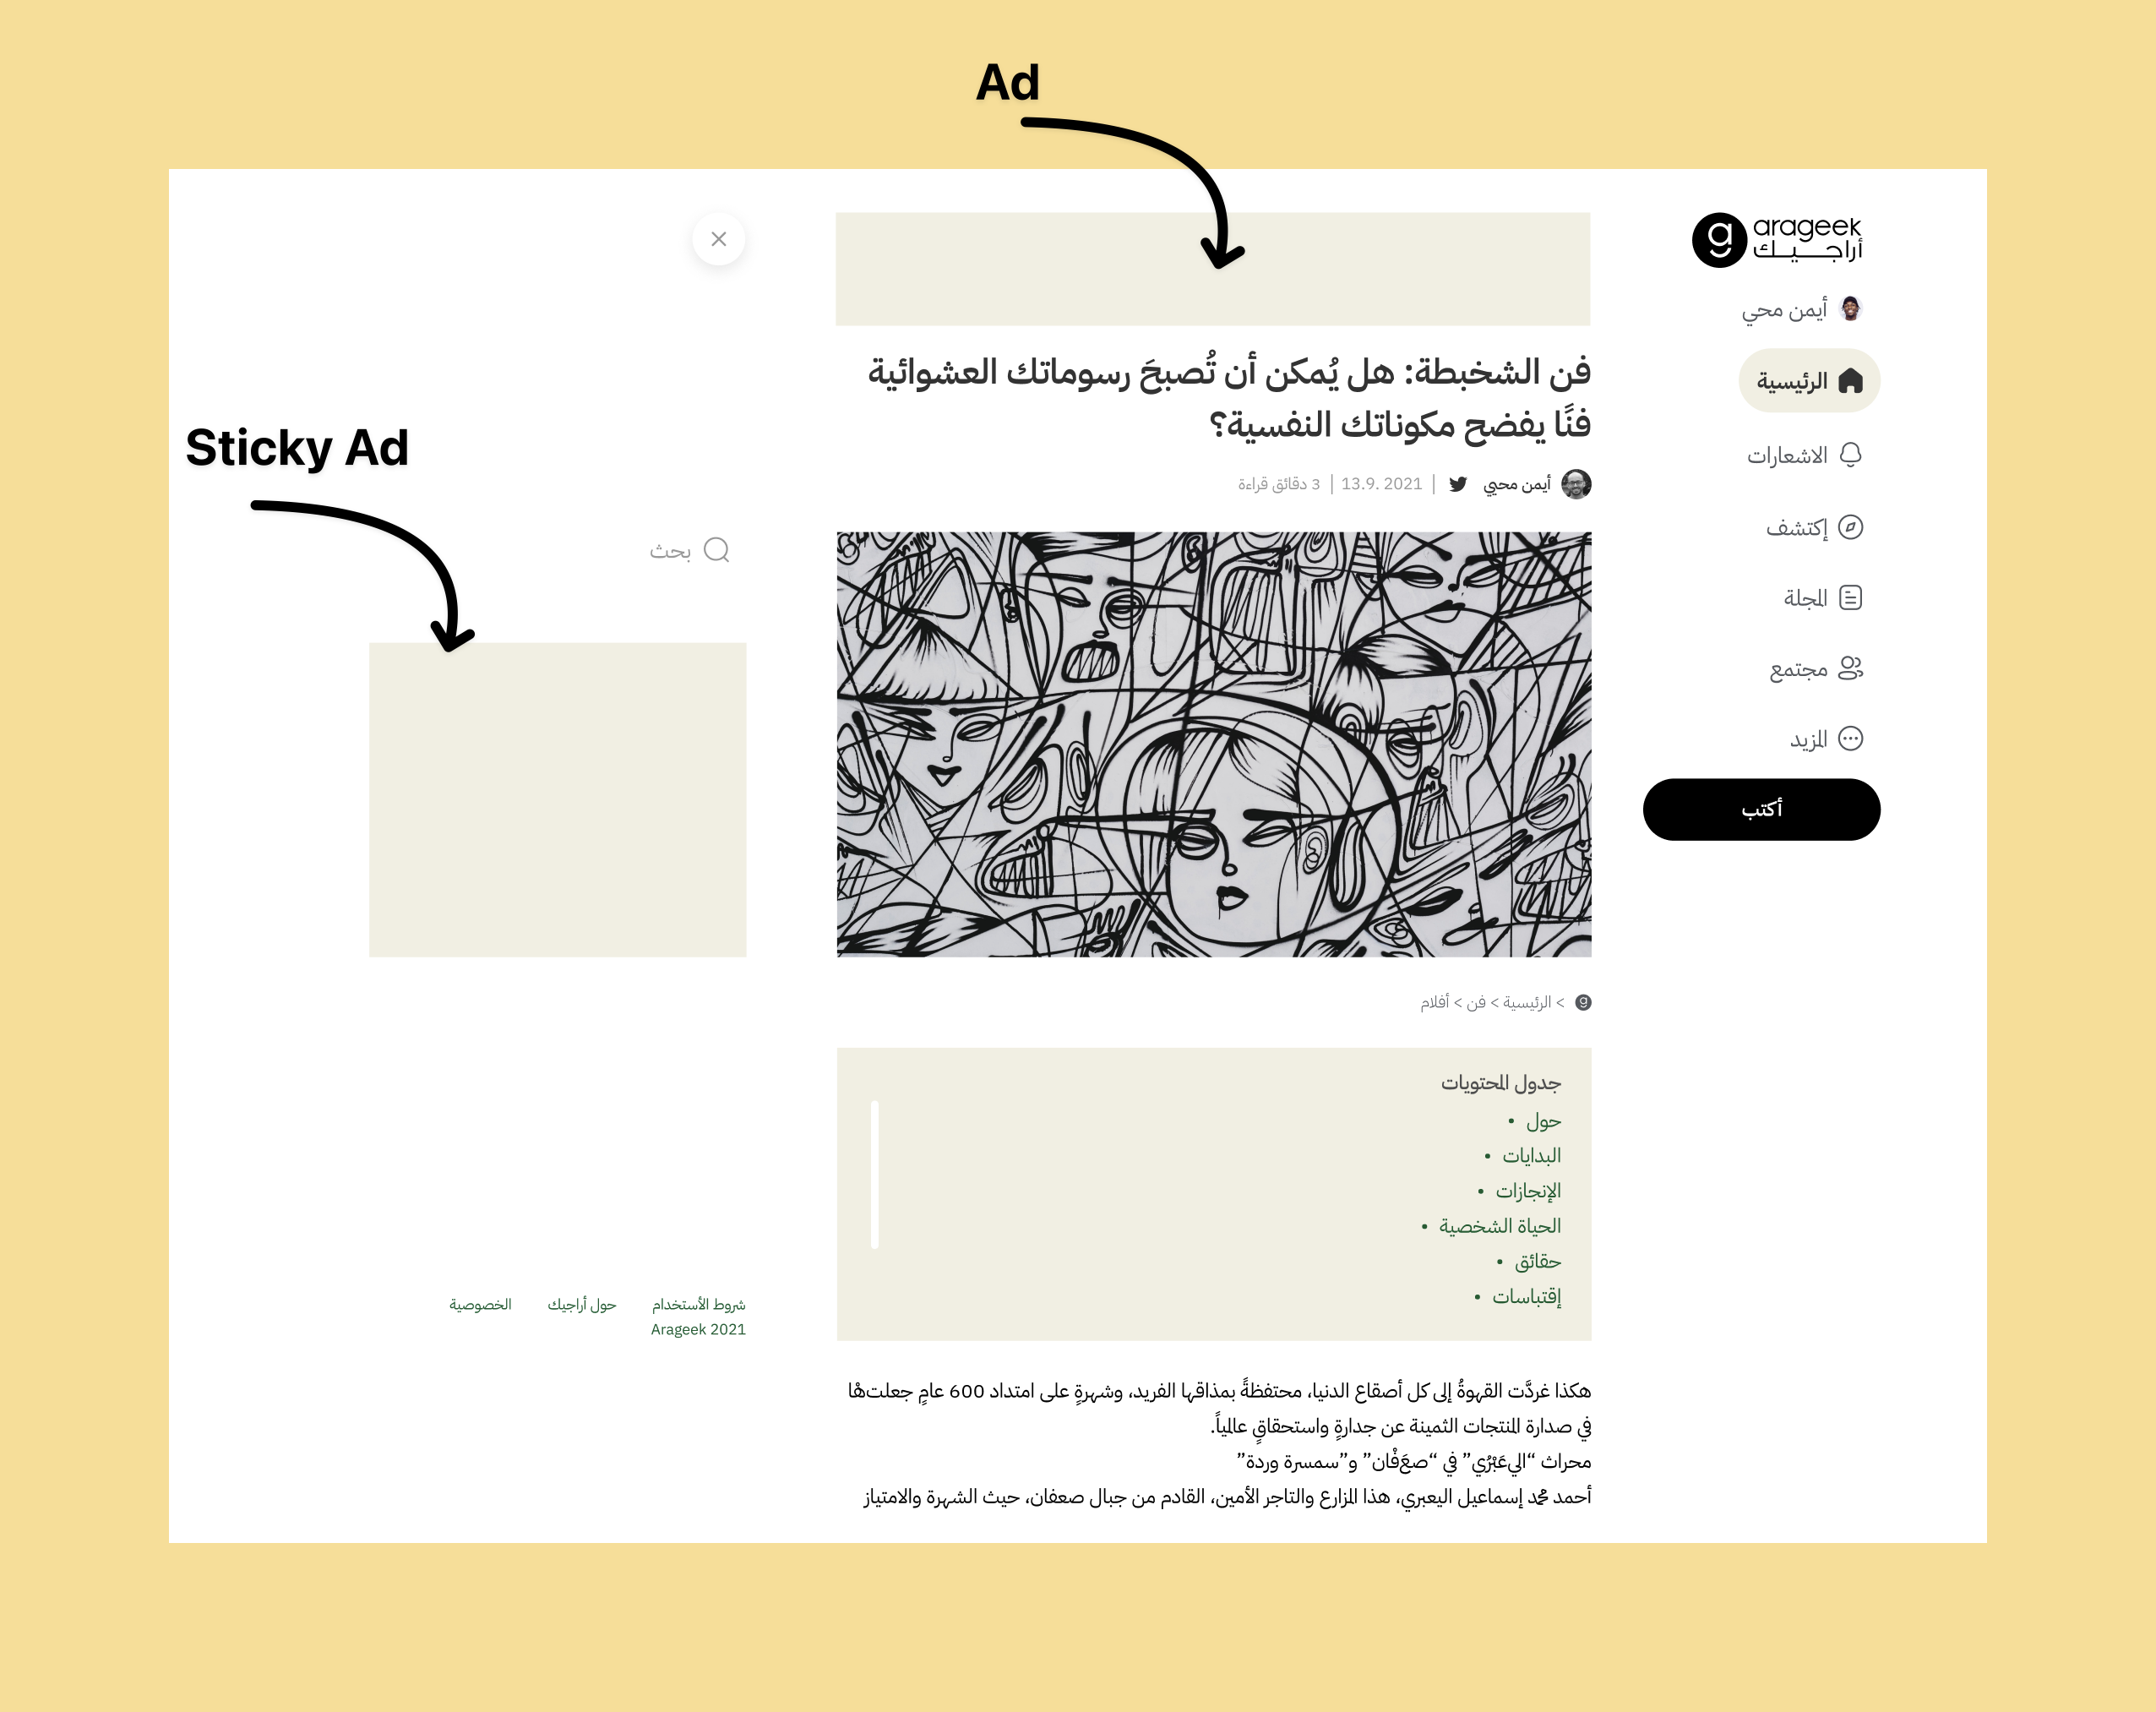 Ad
arageek
أراجيك
أيمن محي
الرئيسية
الاشعارات
إكتشف
المجلة
مجتمع
المزيد
أكتب
فن الشخبطة: هل يُمكن أن تُصبحَ رسوماتك العشوائية
فنًا يفضح مكوناتك النفسية؟
أيمن محيي | 13.9. 2021 | 3 دقائق قراءة
> الرئيسية > فن > أفلام
جدول المحتويات
حول •
البدايات •
الإنجازات •
الحياة الشخصية •
حقائق •
إقتباسات •
هكذا غردَّت القهوةُ إلى كل أصقاع الدنيا، محتفظةً بمذاقها الفريد، وشهرةٍ على امتداد 600 عامٍ جعلتهْا
في صدارة المنتجات الثمينة عن جدارةٍ واستحقاقٍ عالمياً.
محراث “اليعَبْرُي” في “صعَفْان” و”سمسرة وردة”
أحمد محمد إسماعيل اليعبري، هذا المزارع والتاجر الأمين، القادم من جبال صعفان، حيث الشهرة والامتياز
Sticky Ad
بحث
شروط الأستخدام حول أراجيك الخصوصية
Arageek 2021